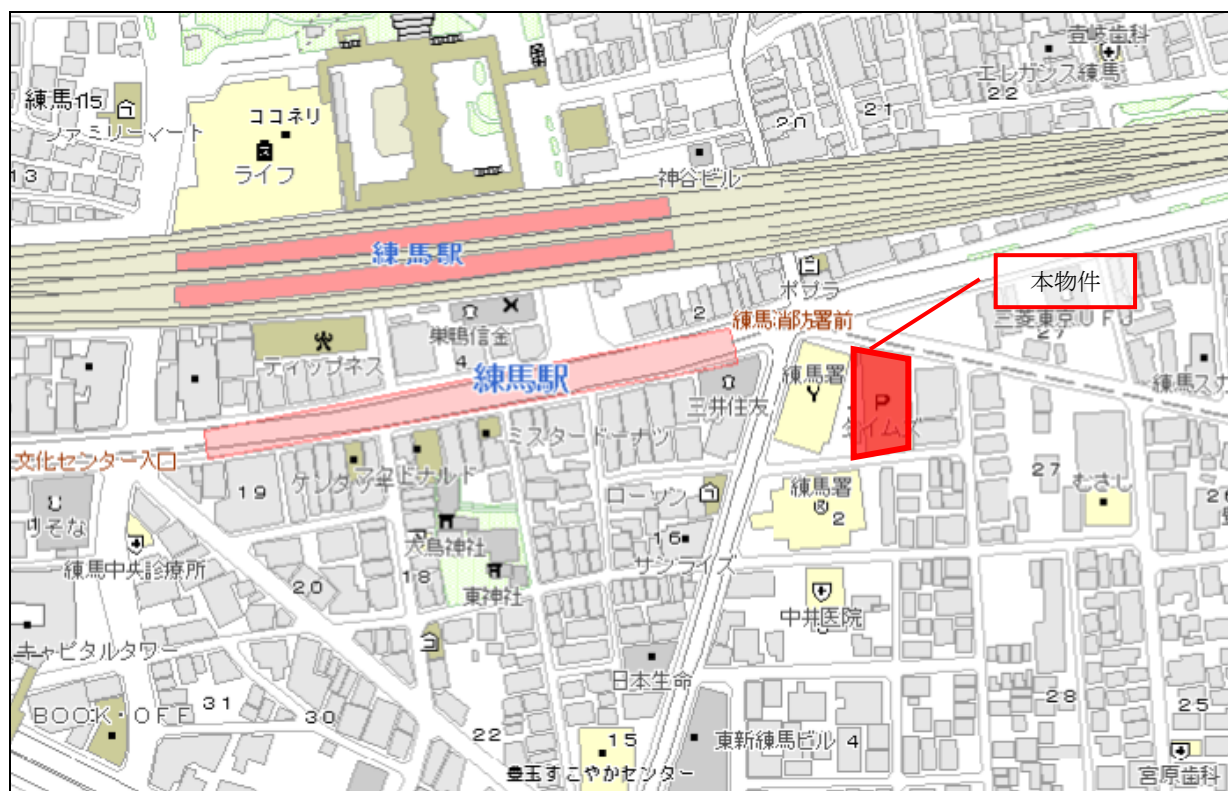 壹岐歯科
エレガンス練馬
22
21
20
練馬115
ファミリーマート
ココネリ
ライフ
13
神谷ビル
練馬駅
本物件
ポプラ
2
練馬消防署前
三菱東京UFJ
27
巣鴨信金
4
ティップネス
練馬駅
練馬署
P
タイムズ
練馬スカ
三井住友
ミスタードーナツ
文化センター入口
19
ケンタッキー
マクドナルド
ローソン
練馬署
2
27
むさし
りそな
大鳥神社
16
サンライズ
練馬中央診療所
20
18
東神社
中井医院
キャピタルタワー
日本生命
28
25
BOOK・OFF
31
30
22
15
東新練馬ビル
4
豊玉すこやかセンター
宮原歯科